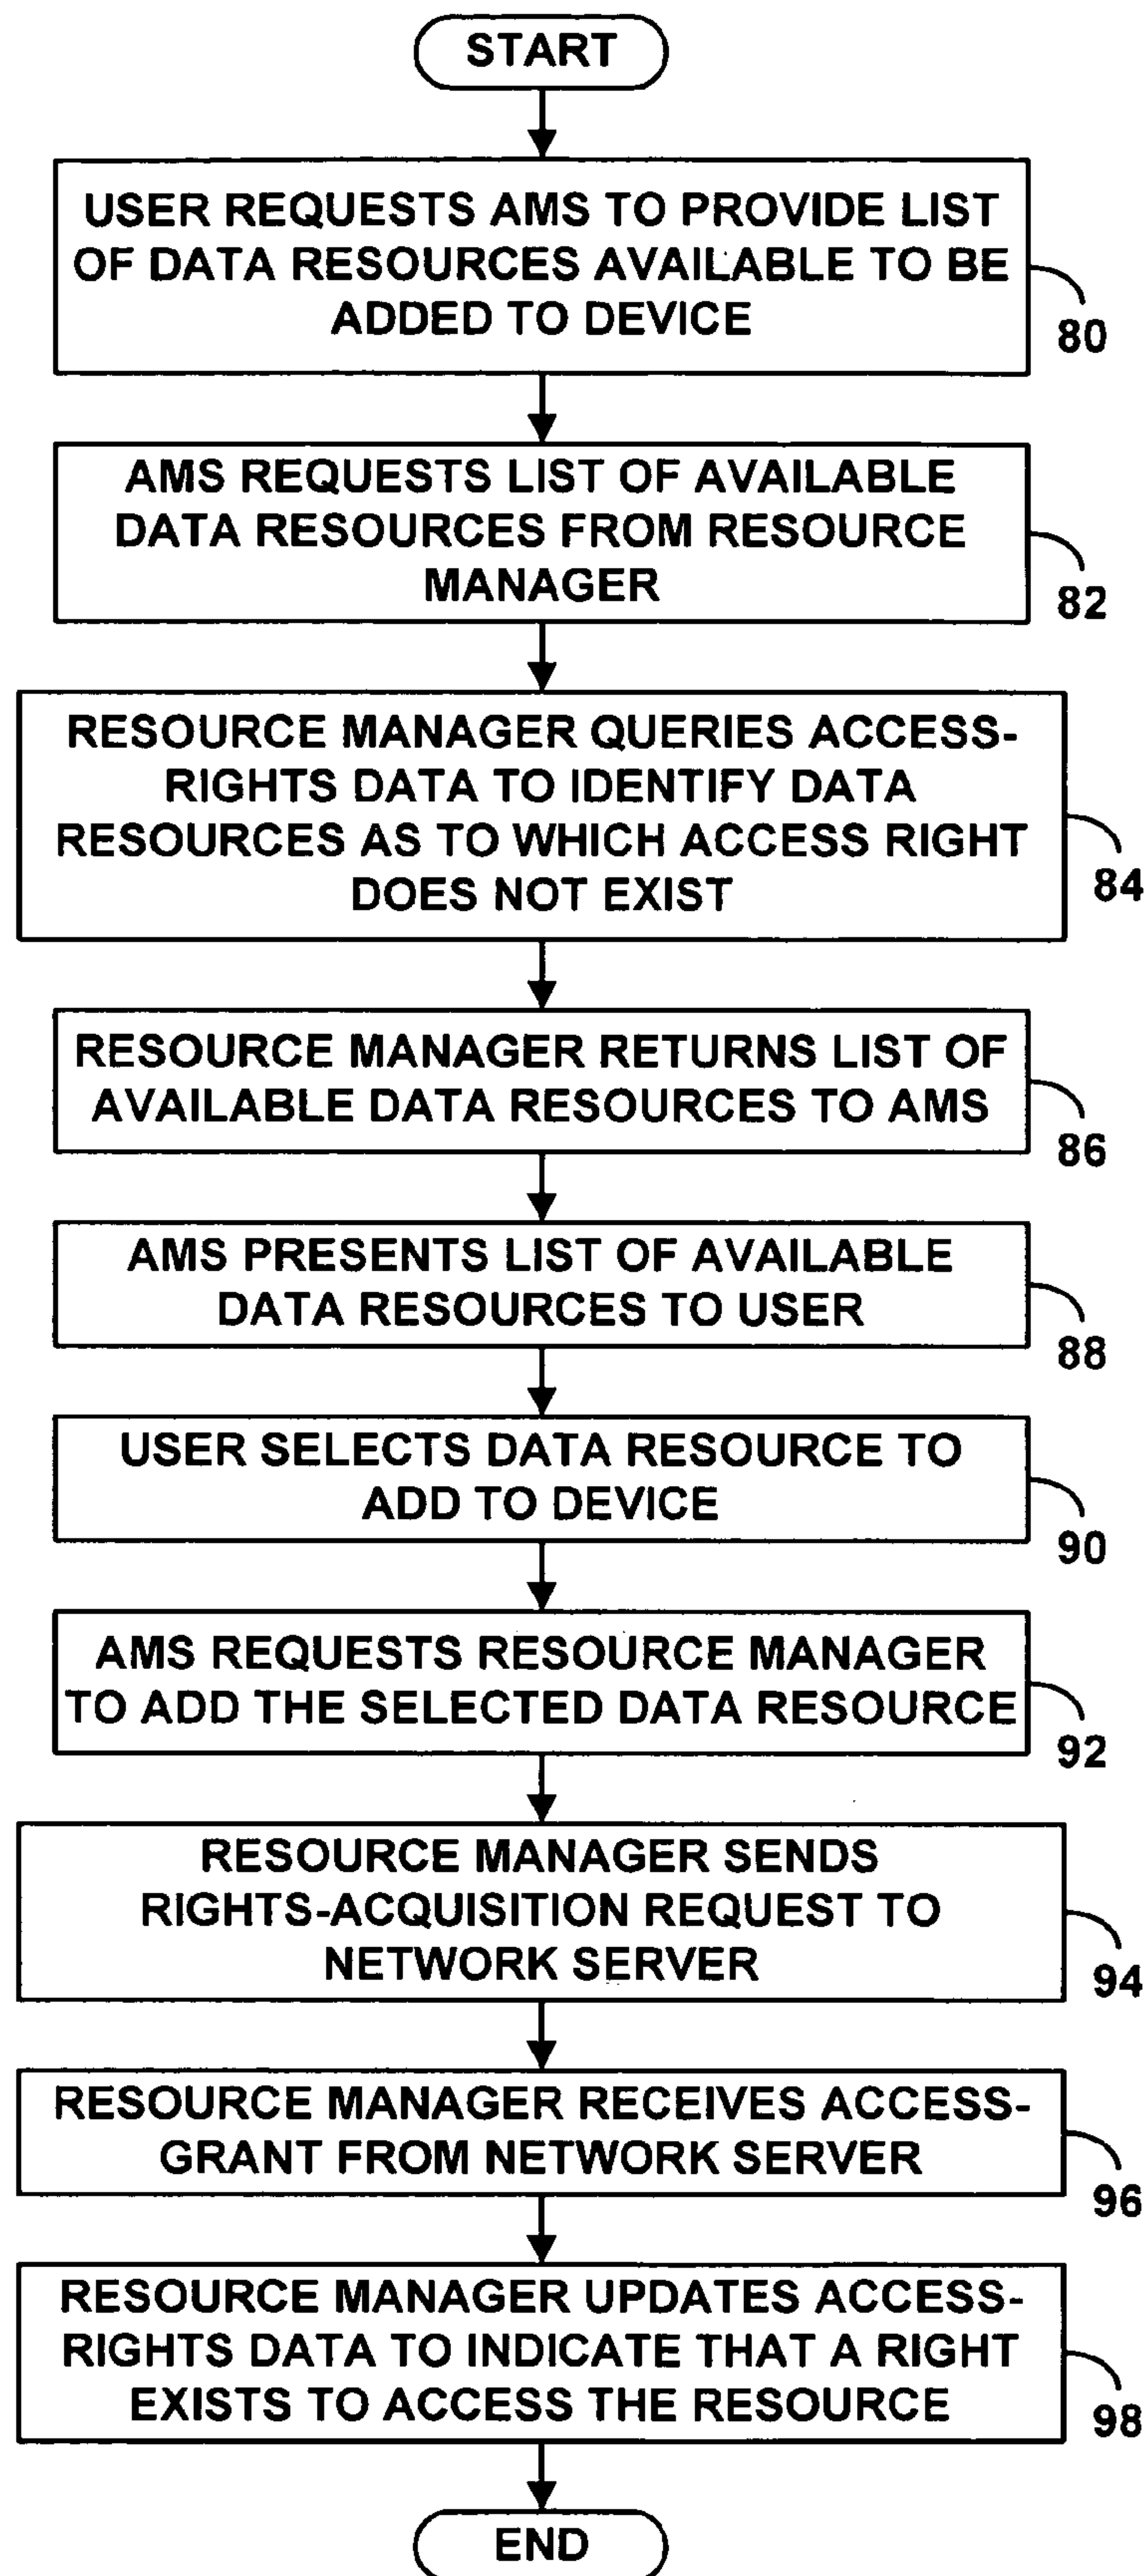 START
USER REQUESTS AMS TO PROVIDE LIST
OF DATA RESOURCES AVAILABLE TO BE
ADDED TO DEVICE
80
AMS REQUESTS LIST OF AVAILABLE
DATA RESOURCES FROM RESOURCE
MANAGER
82
RESOURCE MANAGER QUERIES ACCESS-
RIGHTS DATA TO IDENTIFY DATA
RESOURCES AS TO WHICH ACCESS RIGHT
DOES NOT EXIST
84
RESOURCE MANAGER RETURNS LIST OF
AVAILABLE DATA RESOURCES TO AMS
86
AMS PRESENTS LIST OF AVAILABLE
DATA RESOURCES TO USER
88
USER SELECTS DATA RESOURCE TO
ADD TO DEVICE
90
AMS REQUESTS RESOURCE MANAGER
TO ADD THE SELECTED DATA RESOURCE
92
RESOURCE MANAGER SENDS
RIGHTS-ACQUISITION REQUEST TO
NETWORK SERVER
94
RESOURCE MANAGER RECEIVES ACCESS-
GRANT FROM NETWORK SERVER
96
RESOURCE MANAGER UPDATES ACCESS-
RIGHTS DATA TO INDICATE THAT A RIGHT
EXISTS TO ACCESS THE RESOURCE
98
END